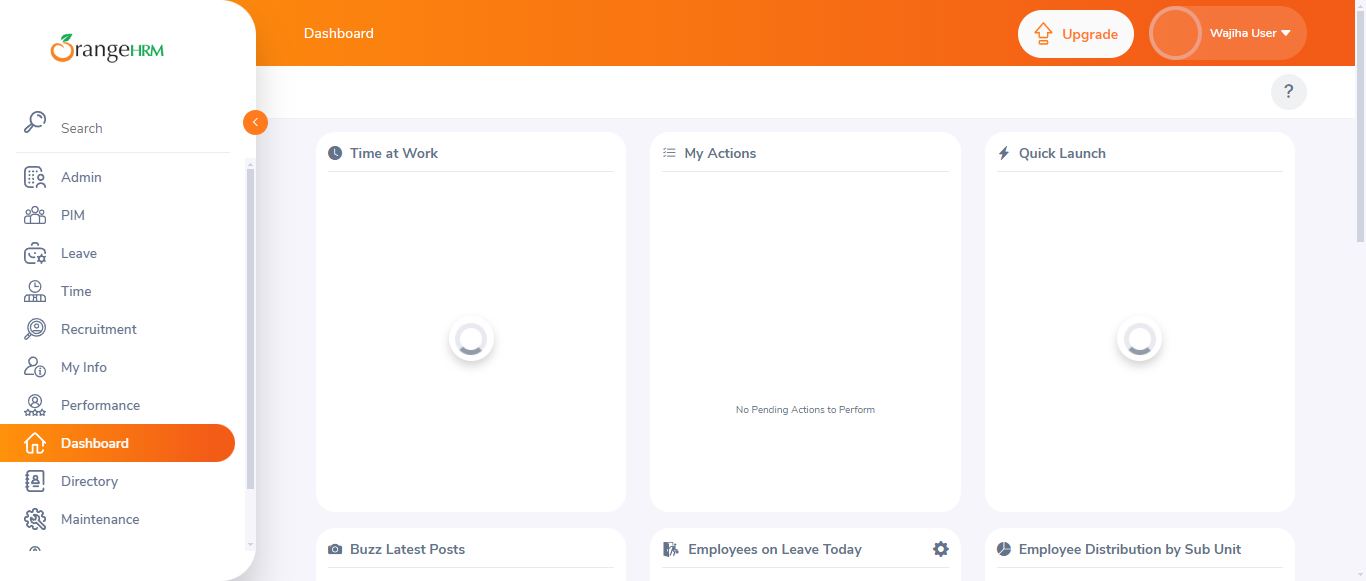 OrangeHRM
Dashboard
Upgrade
Wajiha User
?
Search
Admin
PIM
Leave
Time
Recruitment
My Info
Performance
Dashboard
Directory
Maintenance
Time at Work
My Actions
No Pending Actions to Perform
Quick Launch
Buzz Latest Posts
Employees on Leave Today
Employee Distribution by Sub Unit